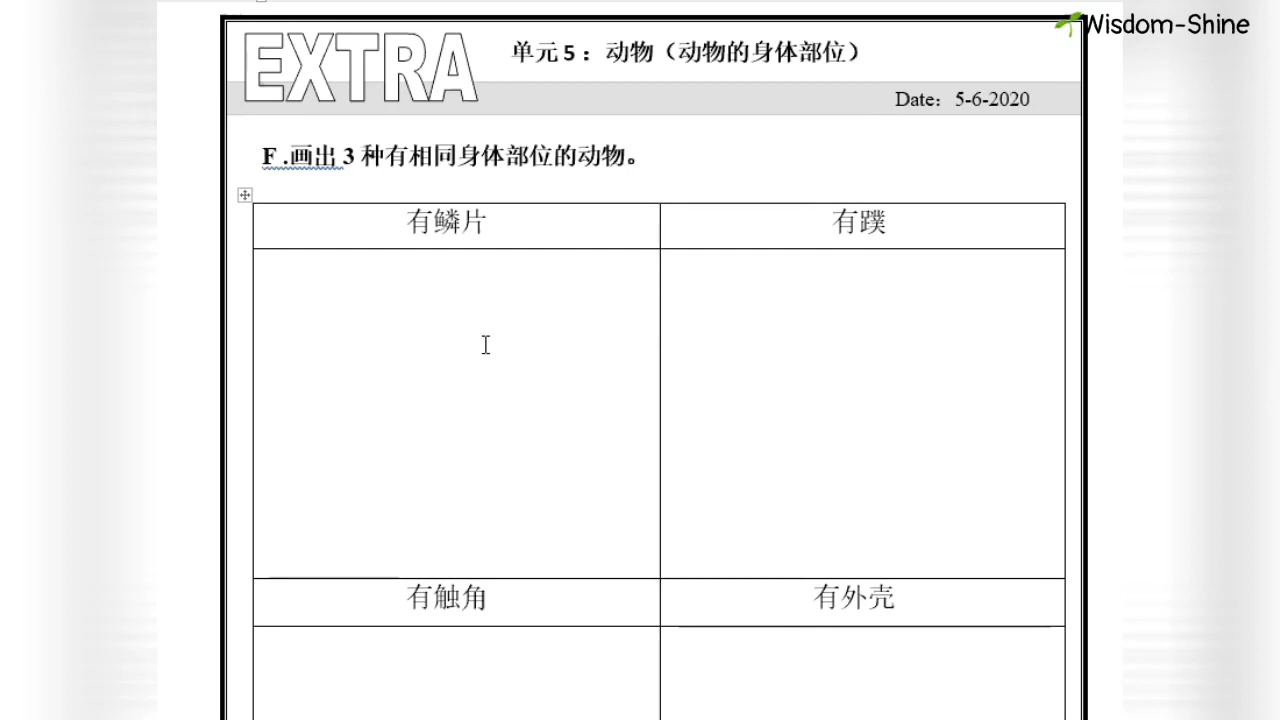 Wisdom-Shine
EXTRA
单元 5：动物（动物的身体部位）
Date：5-6-2020
F .画出 3 种有相同身体部位的动物。
有鳞片
有蹼
有触角
有外壳